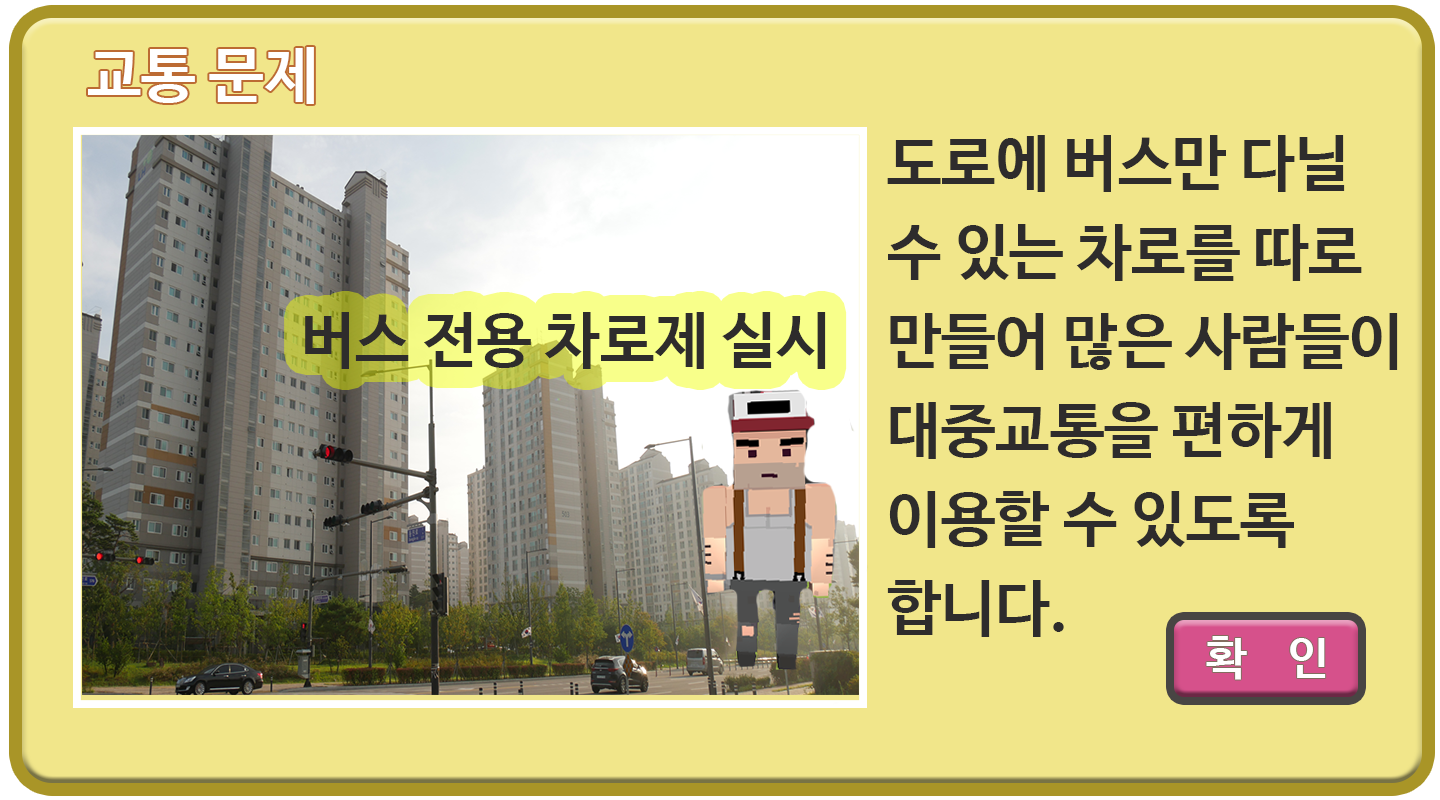 교통 문제
버스 전용 차로제 실시
도로에 버스만 다닐
수 있는 차로를 따로
만들어 많은 사람들이
대중교통을 편하게
이용할 수 있도록
합니다.
확 인